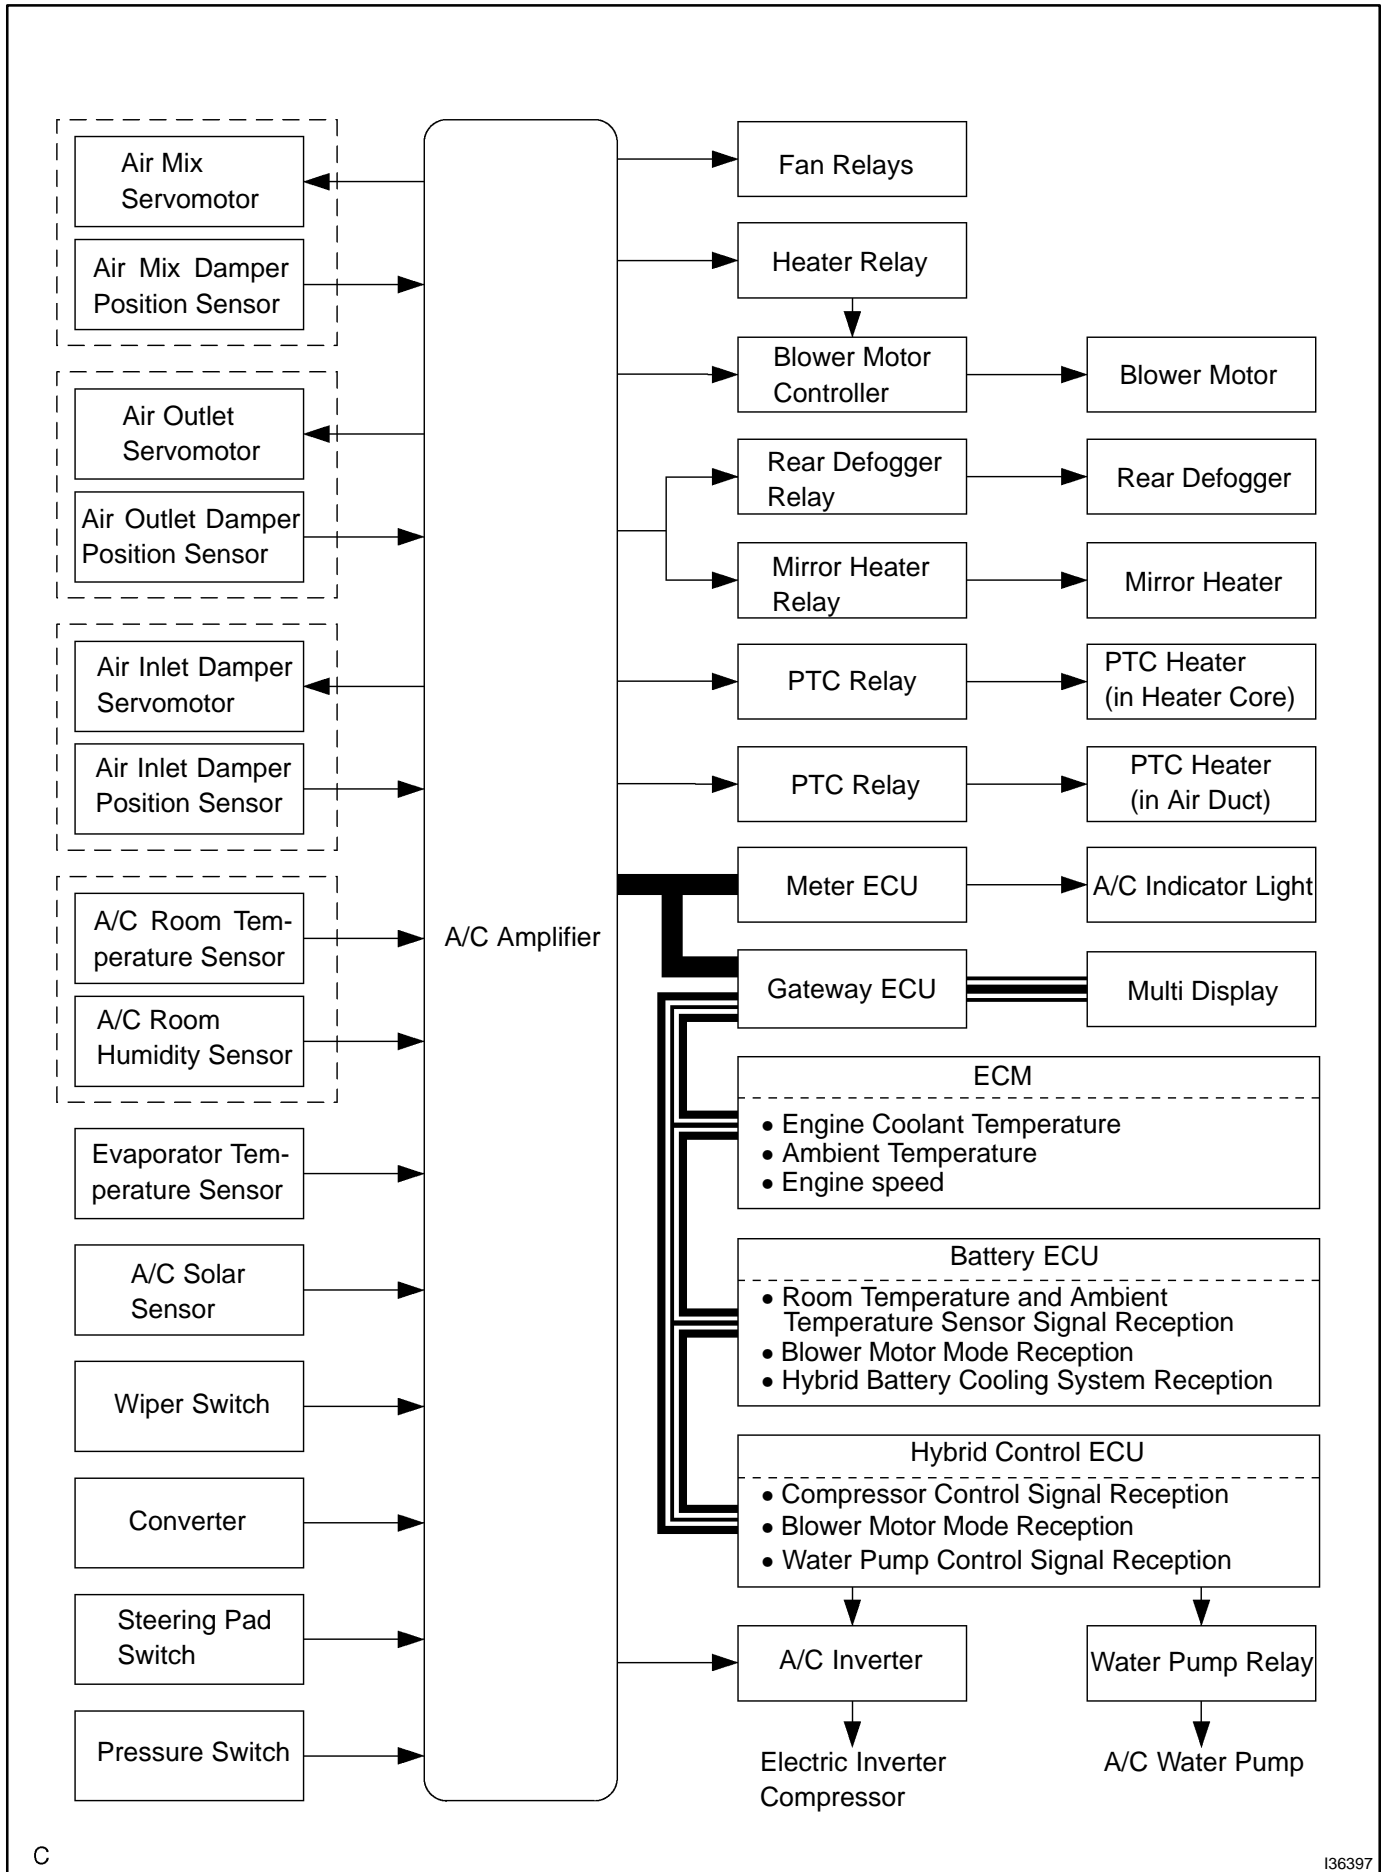 Air Mix
Servomotor
Air Mix Damper
Position Sensor
Air Outlet
Servomotor
Air Outlet Damper
Position Sensor
Air Inlet Damper
Servomotor
Air Inlet Damper
Position Sensor
A/C Room Tem-
perature Sensor
A/C Room
Humidity Sensor
Evaporator Tem-
perature Sensor
A/C Solar
Sensor
Wiper Switch
Converter
Steering Pad
Switch
Pressure Switch
A/C Amplifier
Fan Relays
Heater Relay
Blower Motor
Controller
Blower Motor
Rear Defogger
Relay
Rear Defogger
Mirror Heater
Relay
Mirror Heater
PTC Relay
PTC Heater
(in Heater Core)
PTC Relay
PTC Heater
(in Air Duct)
Meter ECU
A/C Indicator Light
Gateway ECU
Multi Display
ECM
• Engine Coolant Temperature
• Ambient Temperature
• Engine speed
Battery ECU
• Room Temperature and Ambient
Temperature Sensor Signal Reception
• Blower Motor Mode Reception
• Hybrid Battery Cooling System Reception
Hybrid Control ECU
• Compressor Control Signal Reception
• Blower Motor Mode Reception
• Water Pump Control Signal Reception
A/C Inverter
Water Pump Relay
Electric Inverter
Compressor
A/C Water Pump
C
I36397